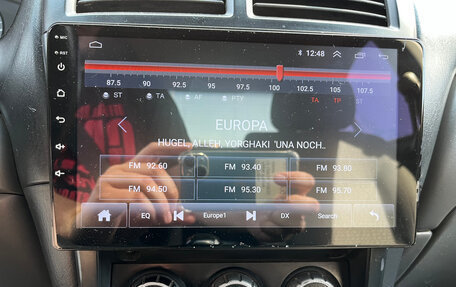 MIC
12:48
RST
87.5 90 92.5 95 97.5 100 102.5 105 107.5
ST TA AF PTY TA TP ST
EUROPA
HUGEL, ALLEH, YORGHAKI "UNA NOCH..
FM 92.60 FM 93.40 FM 93.60
FM 94.50 FM 95.30 FM 95.70
EQ Europe1 DX Search